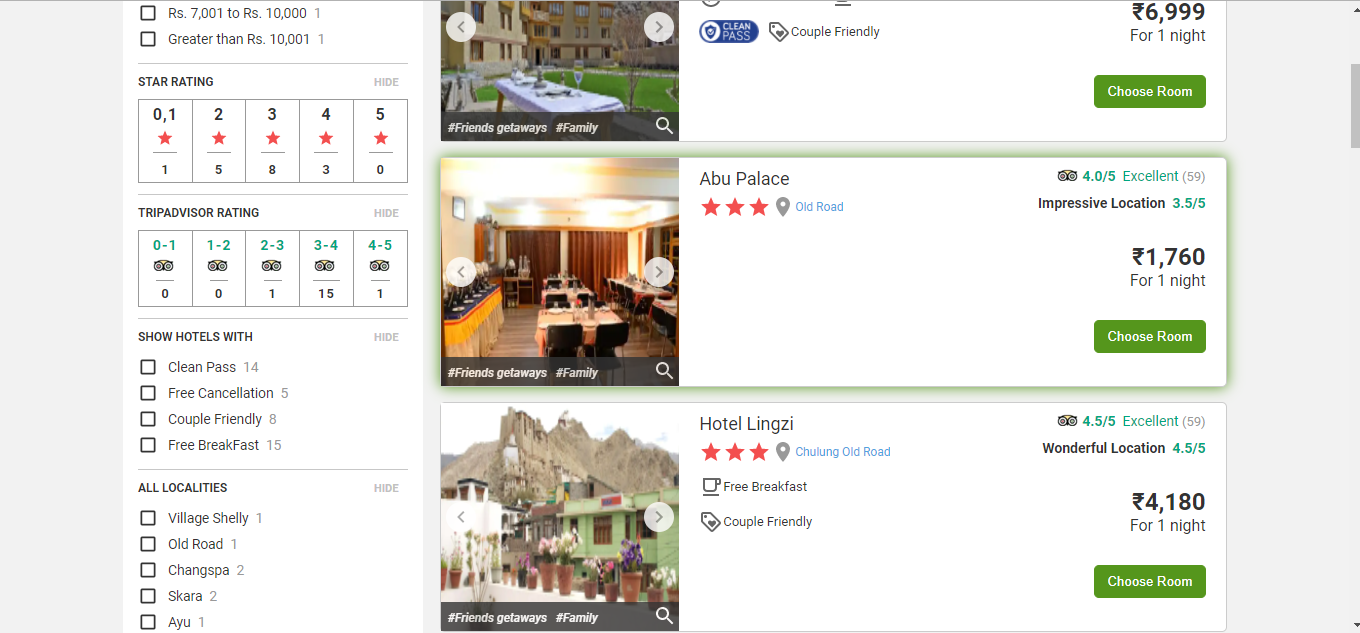 Rs. 7,001 to Rs. 10,000 1
Greater than Rs. 10,001 1
STAR RATING HIDE
0,1 2 3 4 5
1 5 8 3 0
TRIPADVISOR RATING HIDE
0-1 1-2 2-3 3-4 4-5
0 0 1 15 1
SHOW HOTELS WITH HIDE
Clean Pass 14
Free Cancellation 5
Couple Friendly 8
Free BreakFast 15
ALL LOCALITIES HIDE
Village Shelly 1
Old Road 1
Changspa 2
Skara 2
Ayu 1
₹6,999
For 1 night
CLEAN
PASS
Couple Friendly
Choose Room
#Friends getaways #Family
Abu Palace
4.0/5 Excellent (59)
Old Road
Impressive Location 3.5/5
₹1,760
For 1 night
Choose Room
#Friends getaways #Family
Hotel Lingzi
4.5/5 Excellent (59)
Chulung Old Road
Wonderful Location 4.5/5
Free Breakfast
₹4,180
For 1 night
Couple Friendly
Choose Room
#Friends getaways #Family